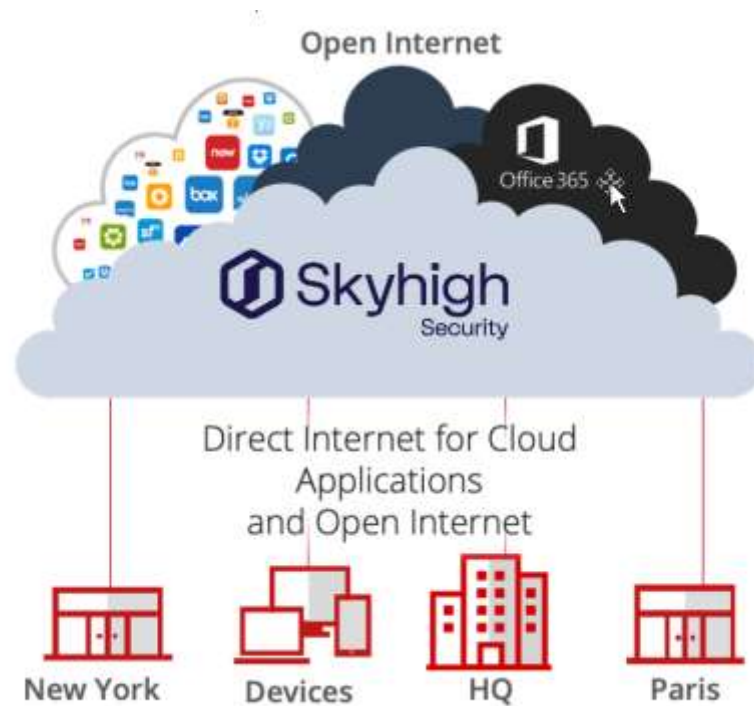 Open Internet
now
box
sf
Office 365
Skyhigh
Security
Direct Internet for Cloud
Applications
and Open Internet
New York
Devices
HQ
Paris